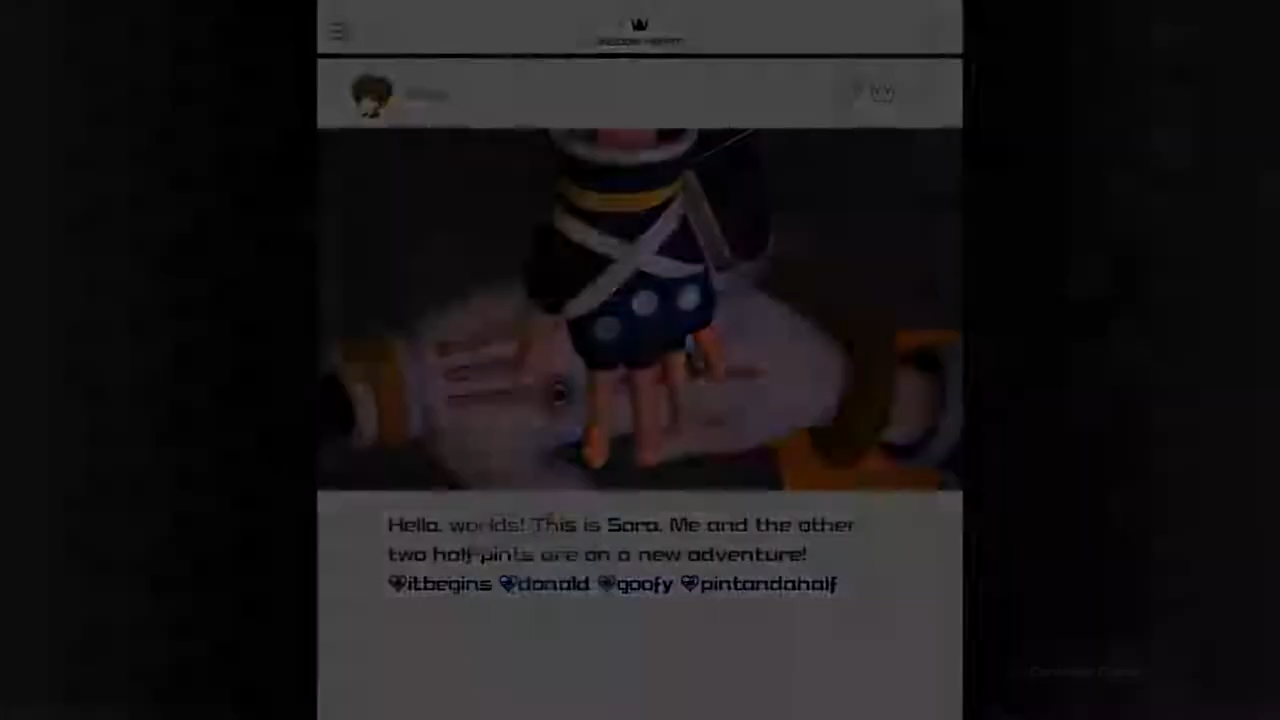 Hello, worlds! This is Sora. Me and the other
two half-pints are on a new adventure!
itbegins donald goofy pintandahalf